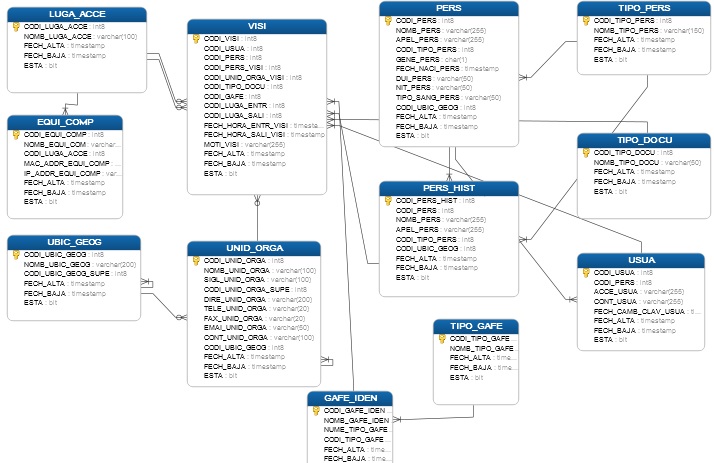 LUGA_ACCE
CODI_LUGA_ACCE : int8
NOMB_LUGA_ACCE : varchar(100)
FECH_ALTA : timestamp
FECH_BAJA : timestamp
ESTA : bit
EQUI_COMP
CODI_EQUI_COMP : int8
NOMB_EQUI_COM : varchar...
CODI_LUGA_ACCE : int8
MAC_ADDR_EQUI_COMP : ...
IP_ADDR_EQUI_COMP : var...
FECH_ALTA : timestamp
FECH_BAJA : timestamp
ESTA : bit
UBIC_GEOG
CODI_UBIC_GEOG : int8
NOMB_UBIC_GEOG : varchar(200)
CODI_UBIC_GEOG_SUPE : int8
FECH_ALTA : timestamp
FECH_BAJA : timestamp
ESTA : bit
VISI
CODI_VISI : int8
CODI_USUA : int8
CODI_PERS : int8
CODI_PERS_VISI : int8
CODI_UNID_ORGA_VISI : int8
CODI_TIPO_DOCU : int8
CODI_GAFE : int8
CODI_LUGA_ENTR : int8
CODI_LUGA_SALI : int8
FECH_HORA_ENTR_VISI : timesta...
FECH_HORA_SALI_VISI : timestamp
MOTI_VISI : varchar(255)
FECH_ALTA : timestamp
FECH_BAJA : timestamp
ESTA : bit
UNID_ORGA
CODI_UNID_ORGA : int8
NOMB_UNID_ORGA : varchar(100)
SIGL_UNID_ORGA : varchar(100)
CODI_UNID_ORGA_SUPE : int8
DIRE_UNID_ORGA : varchar(200)
TELE_UNID_ORGA : varchar(20)
FAX_UNID_ORGA : varchar(20)
EMAI_UNID_ORGA : varchar(50)
CONT_UNID_ORGA : varchar(100)
CODI_UBIC_GEOG : int8
FECH_ALTA : timestamp
FECH_BAJA : timestamp
ESTA : bit
PERS
CODI_PERS : int8
NOMB_PERS : varchar(255)
APEL_PERS : varchar(255)
CODI_TIPO_PERS : int8
GENE_PERS : char(1)
FECH_NACI_PERS : timestamp
DUI_PERS : varchar(50)
NIT_PERS : varchar(50)
TIPO_SANG_PERS : varchar(50)
CODI_UBIC_GEOG : int8
FECH_ALTA : timestamp
FECH_BAJA : timestamp
ESTA : bit
PERS_HIST
CODI_PERS_HIST : int8
CODI_PERS : int8
NOMB_PERS : varchar(255)
APEL_PERS : varchar(255)
CODI_TIPO_PERS : int8
CODI_UBIC_GEOG : int8
FECH_ALTA : timestamp
FECH_BAJA : timestamp
ESTA : bit
TIPO_PERS
CODI_TIPO_PERS : int8
NOMB_TIPO_PERS : varchar(150)
FECH_ALTA : timestamp
FECH_BAJA : timestamp
ESTA : bit
TIPO_DOCU
CODI_TIPO_DOCU : int8
NOMB_TIPO_DOCU : varchar(50)
FECH_ALTA : timestamp
FECH_BAJA : timestamp
ESTA : bit
USUA
CODI_USUA : int8
CODI_PERS : int8
ACCE_USUA : varchar(255)
CONT_USUA : varchar(255)
FECH_CAMB_CLAV_USUA : t...
FECH_ALTA : timestamp
FECH_BAJA : timestamp
ESTA : bit
TIPO_GAFE
CODI_TIPO_GAFE...
NOMB_TIPO_GAFE...
FECH_ALTA : time...
FECH_BAJA : time...
ESTA : bit
GAFE_IDEN
CODI_GAFE_IDEN...
NOMB_GAFE_IDEN...
NUME_TIPO_GAFE...
CODI_TIPO_GAFE...
FECH_ALTA : time...
FECH_BAJA : time...